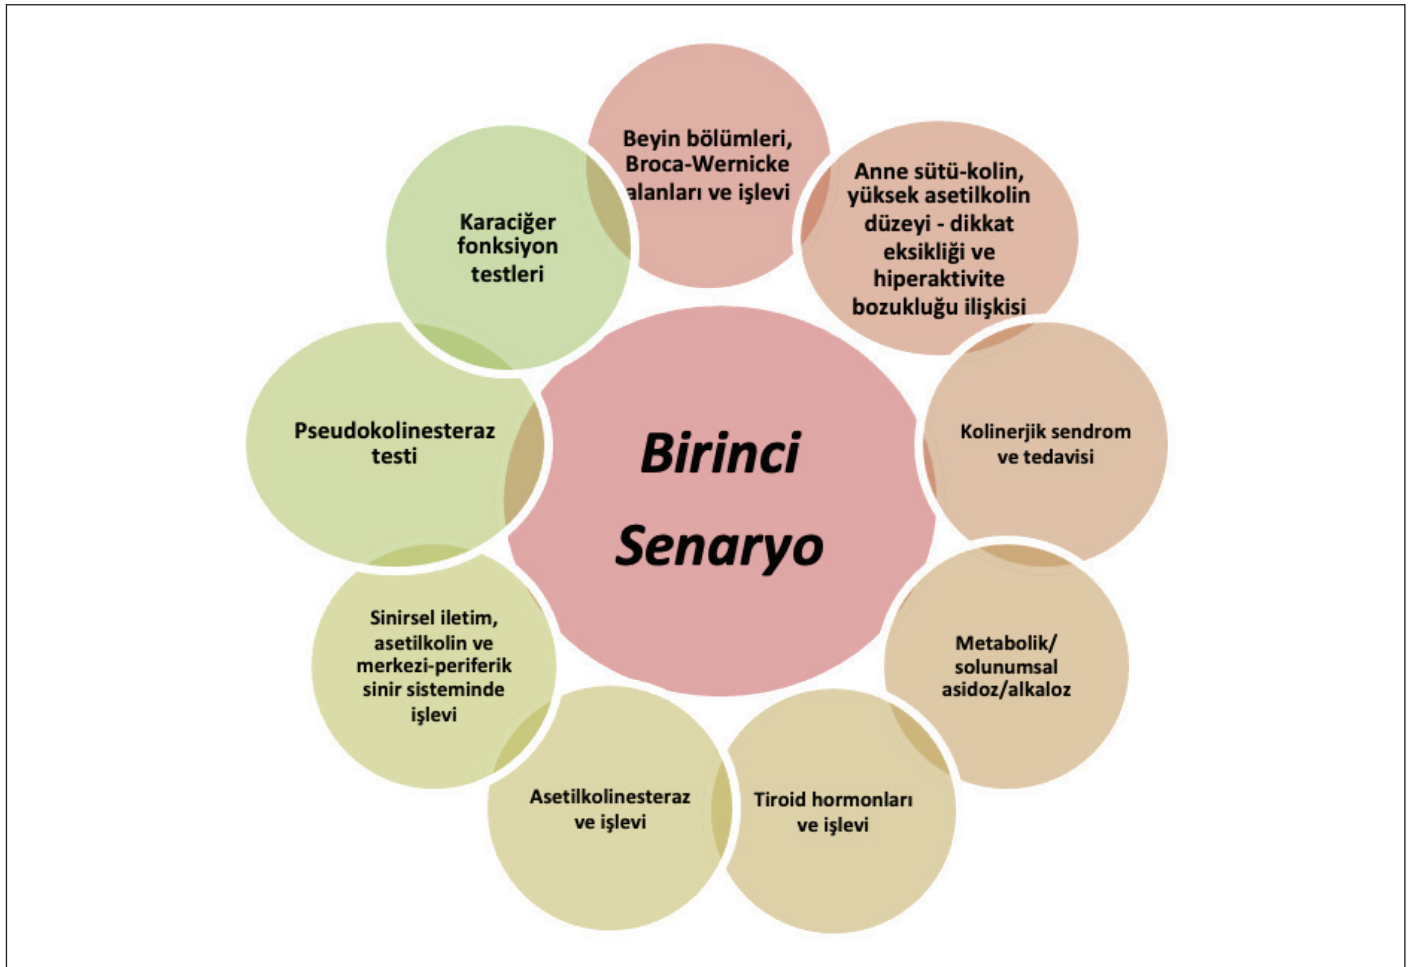 Beyin bölümleri,
Broca-Wernicke
alanları ve işlevi
Anne sütü-kolin,
yüksek asetilkolin
düzeyi - dikkat
eksikliği ve
hiperaktivite
bozukluğu ilişkisi
Kolinerjik sendrom
ve tedavisi
Metabolik/
solunumsal
asidoz/alkaloz
Tiroid hormonları
ve işlevi
Asetilkolinesteraz
ve işlevi
Sinirsel iletim,
asetilkolin ve
merkezi-periferik
sinir sisteminde
işlevi
Pseudokolinesteraz
testi
Karaciğer
fonksiyon
testleri
Birinci
Senaryo